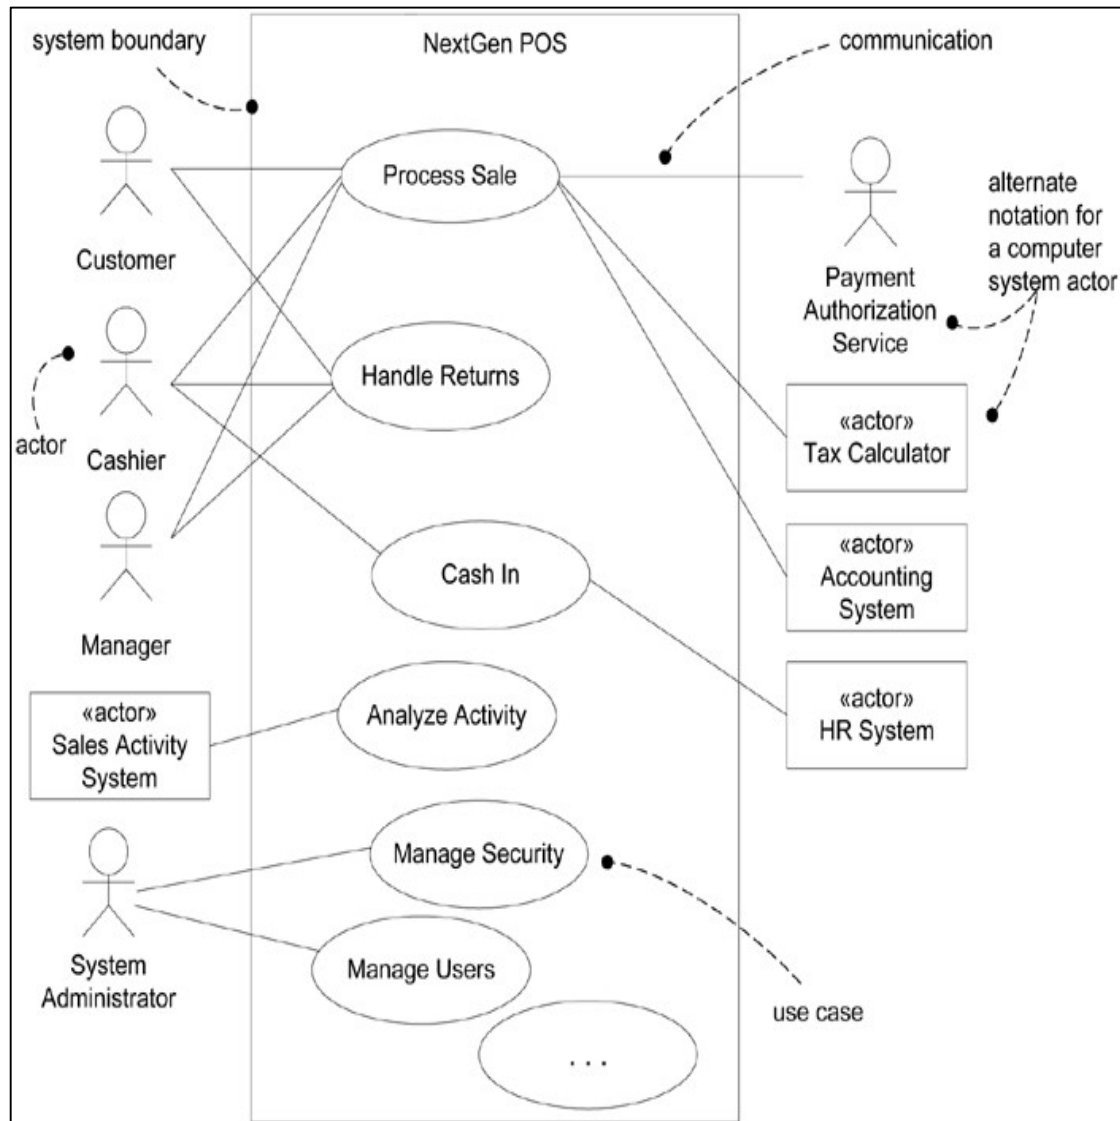 system boundary
NextGen POS
communication
Process Sale
Customer
alternate
notation for
a computer
system actor
Payment
Authorization
Service
Handle Returns
actor
Cashier
«actor»
Tax Calculator
Cash In
«actor»
Accounting
System
Manager
«actor»
Sales Activity
System
Analyze Activity
«actor»
HR System
Manage Security
System
Administrator
Manage Users
use case
. . .